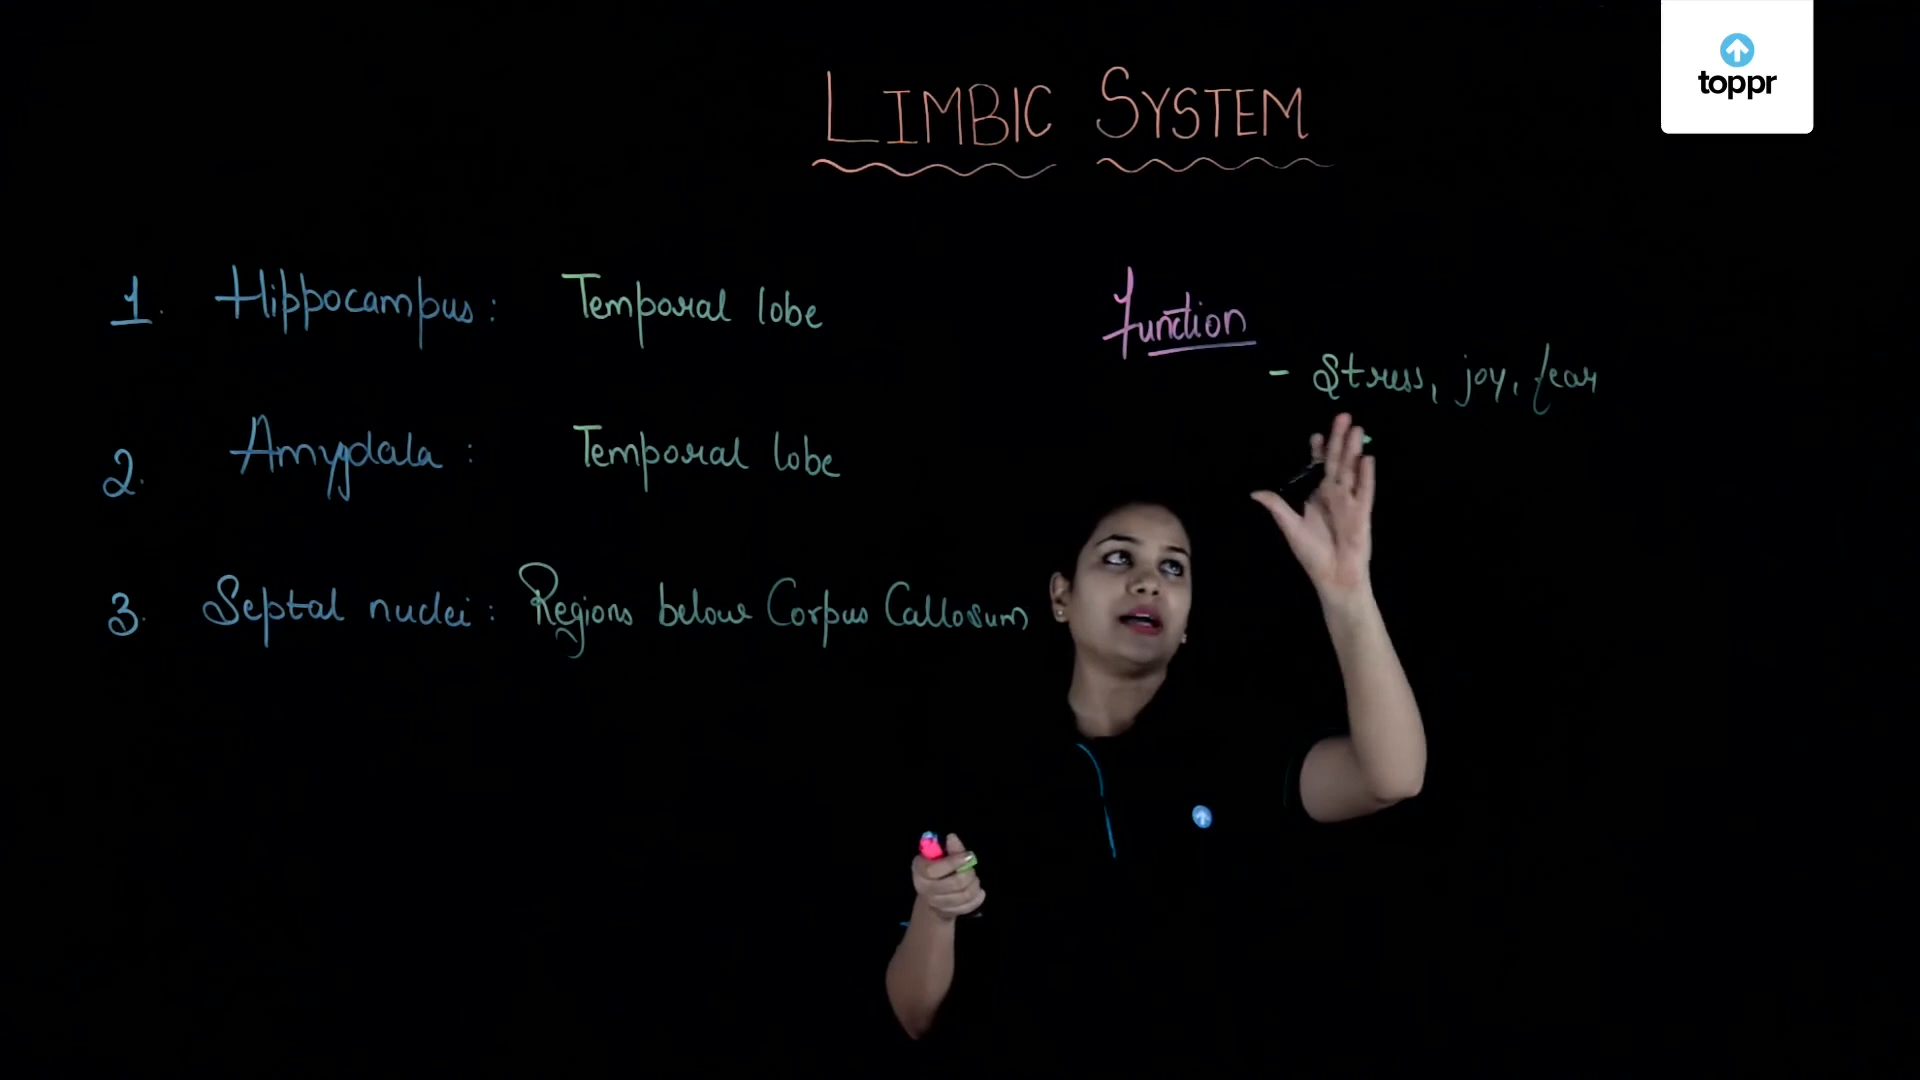 toppr
LIMBIC SYSTEM
1. Hippocampus: Temporal lobe
2. Amygdala: Temporal lobe
3. Septal nuclei: Regions below Corpus Callosum
Function
- Stress, joy, fear